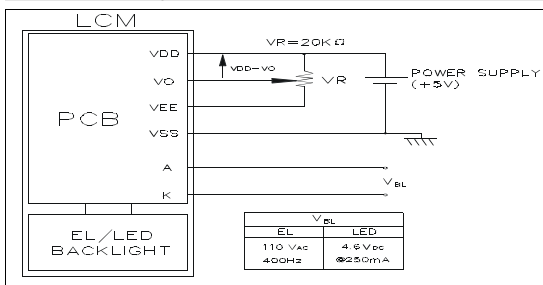 LCM
VR=20KΩ
VDD
VDD-VO
VO
VR
POWER SUPPLY
(+5V)
VEE
PCB
VSS
A
VBL
K
EL/LED
BACKLIGHT
VBL
EL LED
110 VAC 4.6VDC
400Hz @250mA